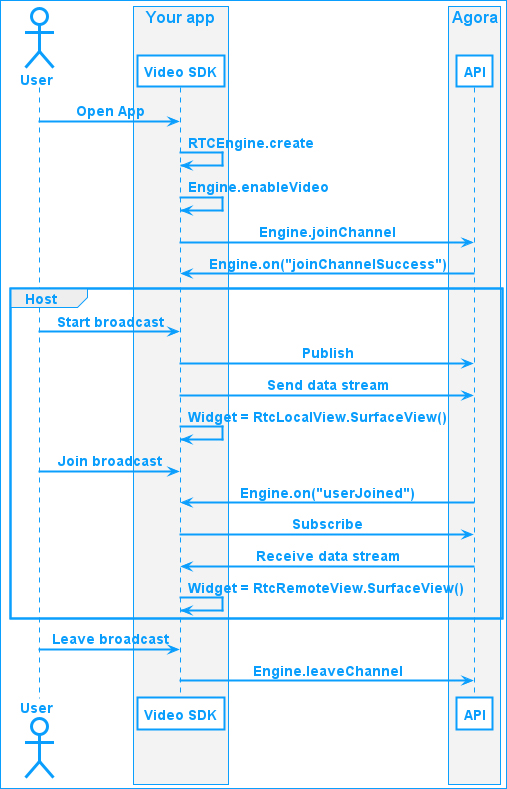 Your app
Agora
User
Video SDK
API
Open App
RTCEngine.create
Engine.enableVideo
Engine.joinChannel
Engine.on("joinChannelSuccess")
Host
Start broadcast
Publish
Send data stream
Widget = RtcLocalView.SurfaceView()
Join broadcast
Engine.on("userJoined")
Subscribe
Receive data stream
Widget = RtcRemoteView.SurfaceView()
Leave broadcast
Engine.leaveChannel
User
Video SDK
API